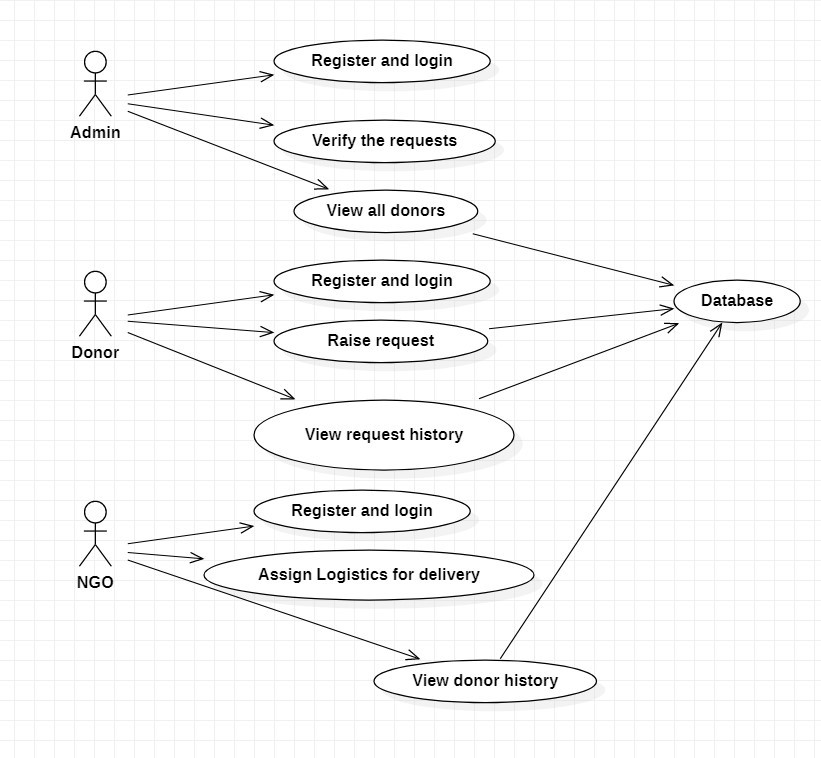 Register and login
Admin
Verify the requests
View all donors
Register and login
Database
Donor
Raise request
View request history
Register and login
NGO
Assign Logistics for delivery
View donor history